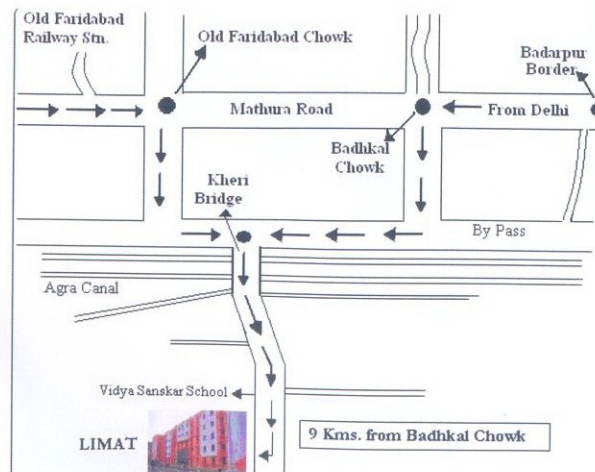 Old Faridabad
Railway Stn.
Old Faridabad Chowk
Badarpur
Border
Mathura Road
From Delhi
Badhkal
Chowk
Kheri
Bridge
By Pass
Agra Canal
Vidya Sanskar School
LIMAT
9 Kms. from Badhkal Chowk